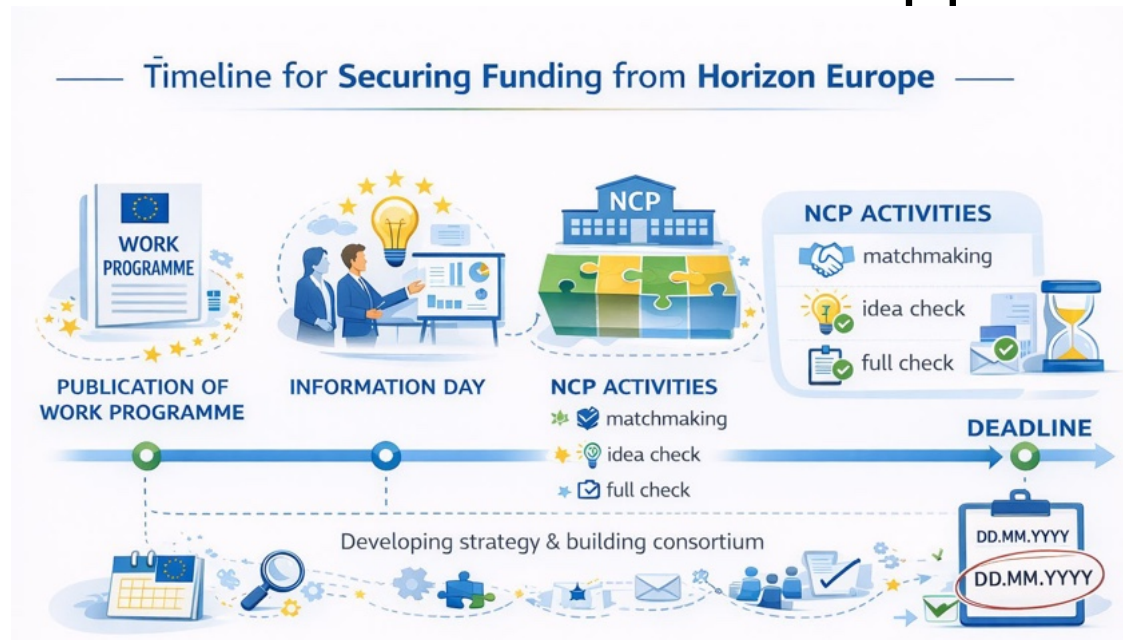 Timeline for Securing Funding from Horizon Europe
WORK
PROGRAMME
NCP
NCP ACTIVITIES
matchmaking
idea check
full check
PUBLICATION OF
WORK PROGRAMME
INFORMATION DAY
NCP ACTIVITIES
matchmaking
idea check
full check
DEADLINE
Developing strategy & building consortium
DD.MM.YYYY
DD.MM.YYYY